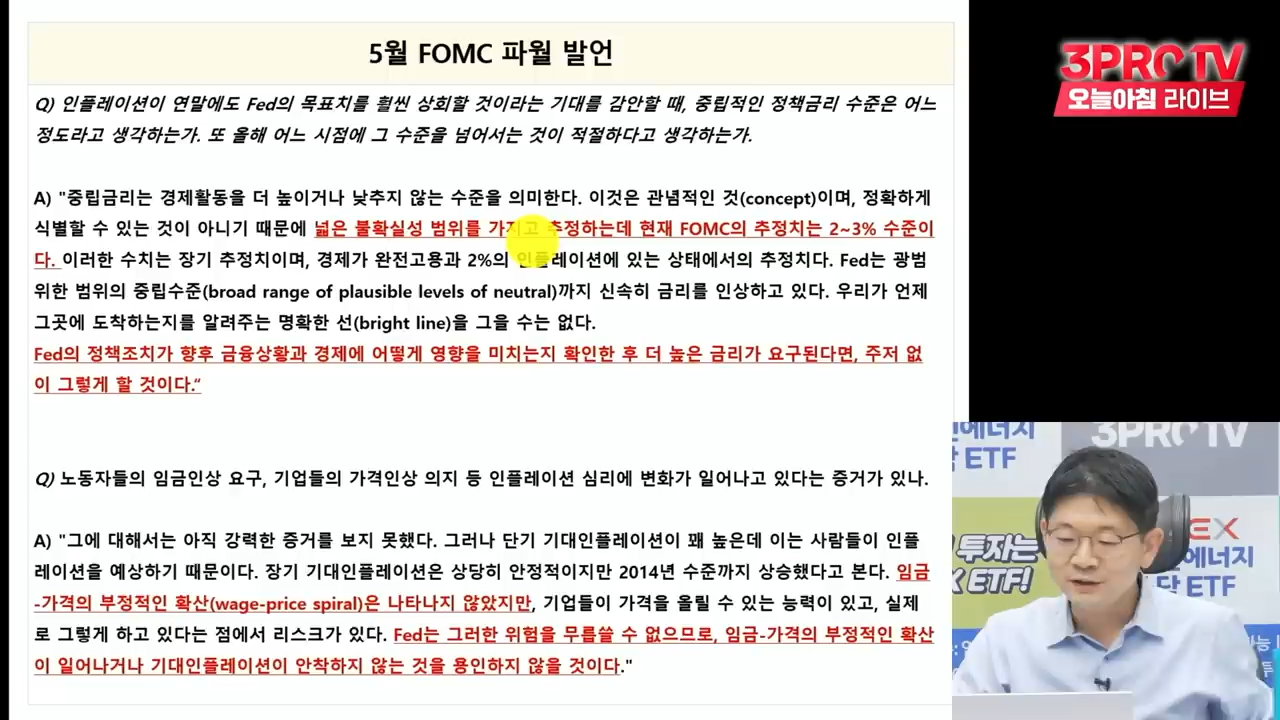 5월 FOMC 파월 발언
3PROTV
오늘아침 라이브
Q) 인플레이션이 연말에도 Fed의 목표치를 훨씬 상회할 것이라는 기대를 감안할 때, 중립적인 정책금리 수준은 어느
정도라고 생각하는가. 또 올해 어느 시점에 그 수준을 넘어서는 것이 적절하다고 생각하는가.
A) "중립금리는 경제활동을 더 높이거나 낮추지 않는 수준을 의미한다. 이것은 관념적인 것(concept)이며, 정확하게
식별할 수 있는 것이 아니기 때문에 넓은 불확실성 범위를 가지고 추정하는데 현재 FOMC의 추정치는 2~3% 수준이
다. 이러한 수치는 장기 추정치이며, 경제가 완전고용과 2%의 인플레이션에 있는 상태에서의 추정치다. Fed는 광범
위한 범위의 중립수준(broad range of plausible levels of neutral)까지 신속히 금리를 인상하고 있다. 우리가 언제
그곳에 도착하는지를 알려주는 명확한 선(bright line)을 그을 수는 없다.
Fed의 정책조치가 향후 금융상황과 경제에 어떻게 영향을 미치는지 확인한 후 더 높은 금리가 요구된다면, 주저 없
이 그렇게 할 것이다."
Q) 노동자들의 임금인상 요구, 기업들의 가격인상 의지 등 인플레이션 심리에 변화가 일어나고 있다는 증거가 있나.
A) "그에 대해서는 아직 강력한 증거를 보지 못했다. 그러나 단기 기대인플레이션이 꽤 높은데 이는 사람들이 인플
레이션을 예상하기 때문이다. 장기 기대인플레이션은 상당히 안정적이지만 2014년 수준까지 상승했다고 본다. 임금
-가격의 부정적인 확산(wage-price spiral)은 나타나지 않았지만, 기업들이 가격을 올릴 수 있는 능력이 있고, 실제
로 그렇게 하고 있다는 점에서 리스크가 있다. Fed는 그러한 위험을 무릅쓸 수 없으므로, 임금-가격의 부정적인 확산
이 일어나거나 기대인플레이션이 안착하지 않는 것을 용인하지 않을 것이다."
에너지
ETF
3PROTV
투자는
ETF!
EX
에너지
단 ETF